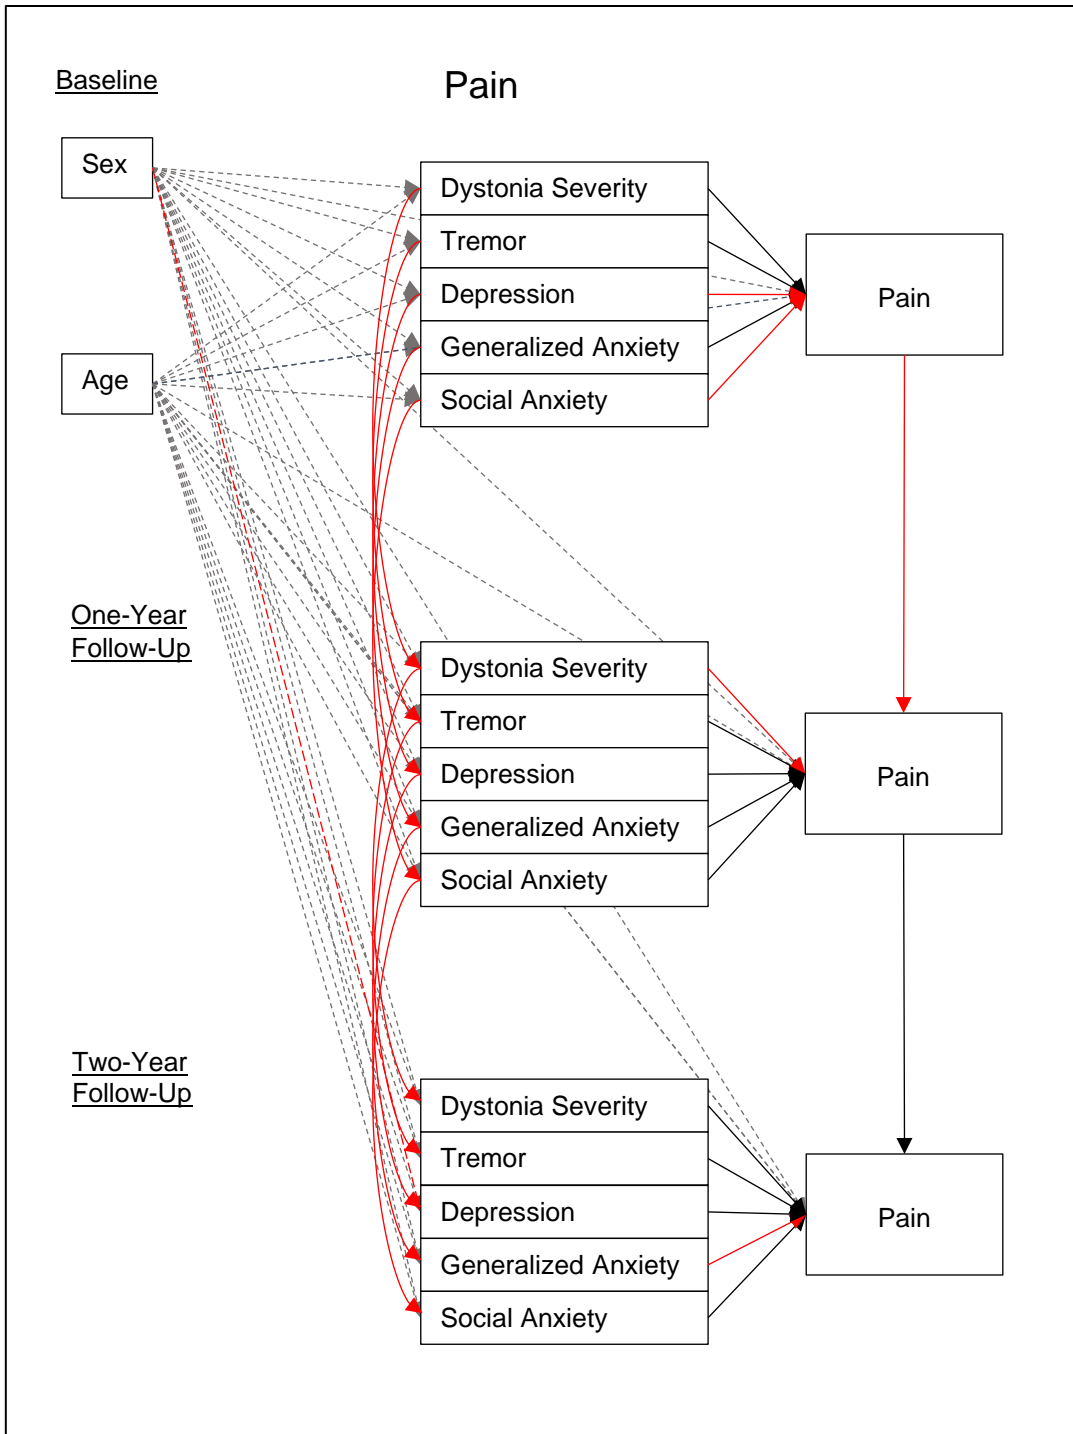 Baseline
Pain
Sex
Dystonia Severity
Tremor
Depression
Generalized Anxiety
Social Anxiety
Pain
Age
One-Year
Follow-Up
Dystonia Severity
Tremor
Depression
Generalized Anxiety
Social Anxiety
Pain
Two-Year
Follow-Up
Dystonia Severity
Tremor
Depression
Generalized Anxiety
Social Anxiety
Pain